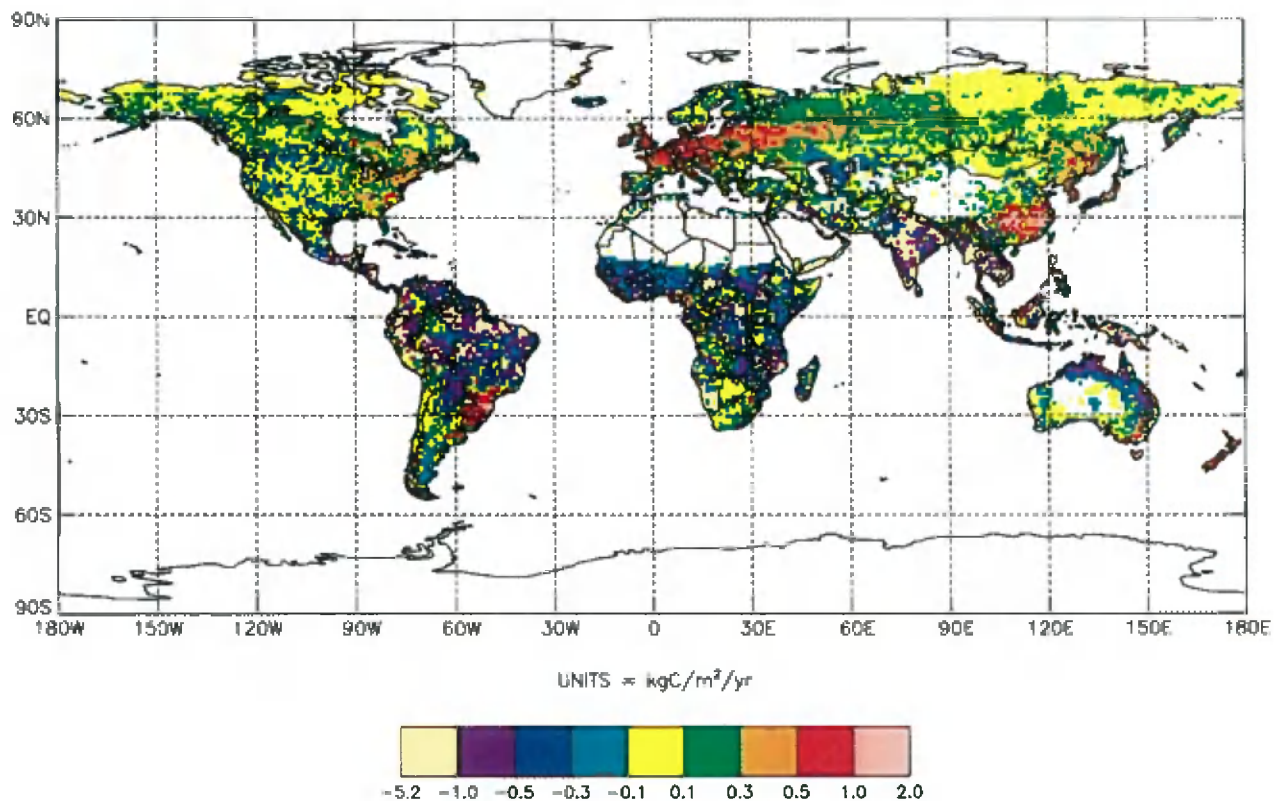 90N
60N
30N
EQ
30S
60S
90S
180W 150W 120W 90W 60W 30W 0 30E 60E 90E 120E 150E 180E
UNITS = kgC/m²/yr
-5.2 -1.0 -0.5 -0.3 -0.1 0.1 0.3 0.5 1.0 2.0